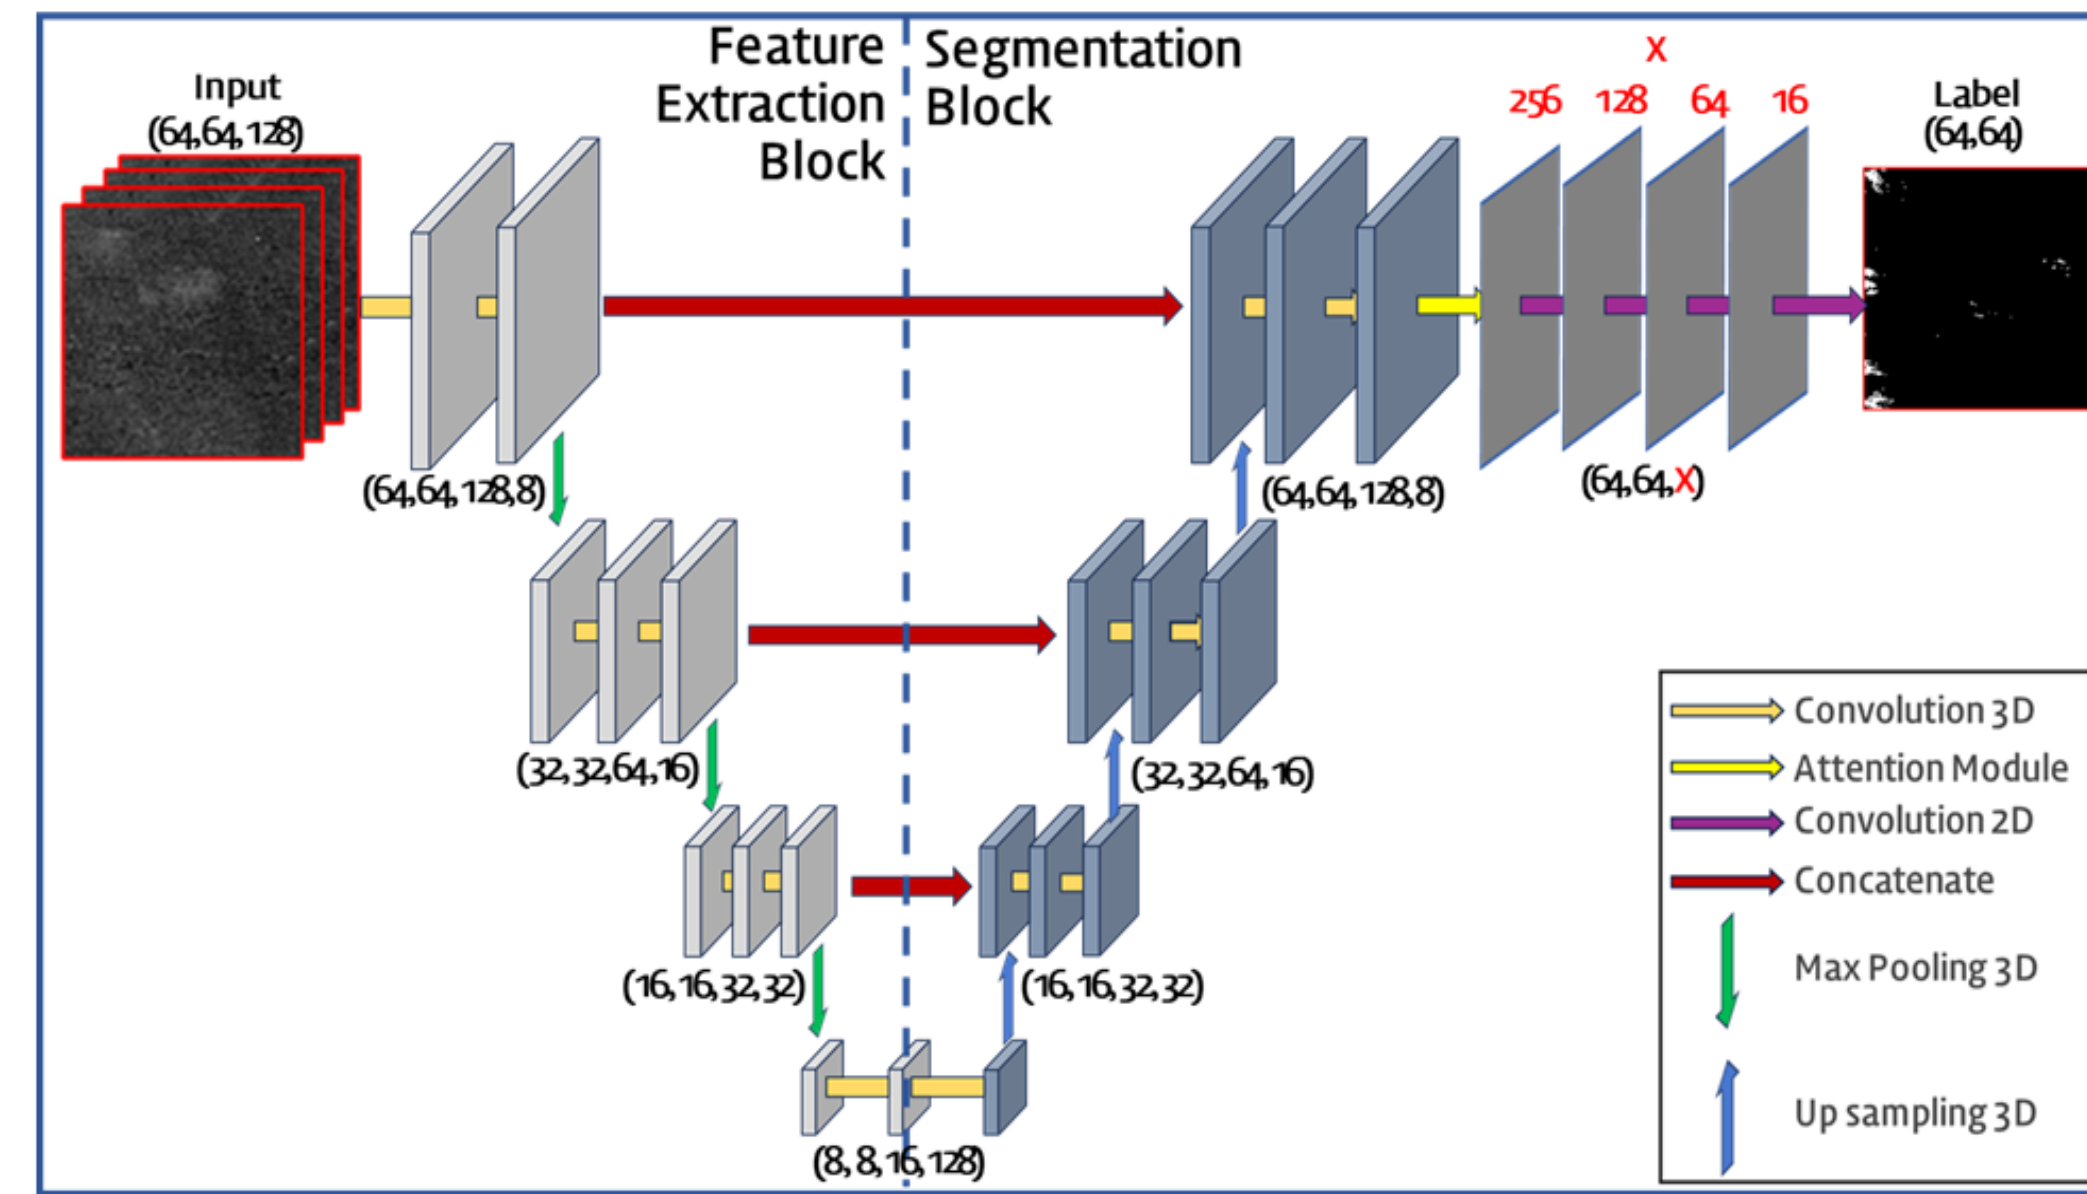 Feature
Extraction
Block
Segmentation
Block
Input
(64,64,128)
X
256 128 64 16
Label
(64,64)
(64,64,128,8)
(64,64,128,8)
(64,64,X)
(32,32,64,16)
(32,32,64,16)
(16,16,32,32)
(16,16,32,32)
(8,8,16,128)
Convolution 3D
Attention Module
Convolution 2D
Concatenate
Max Pooling 3D
Up sampling 3D